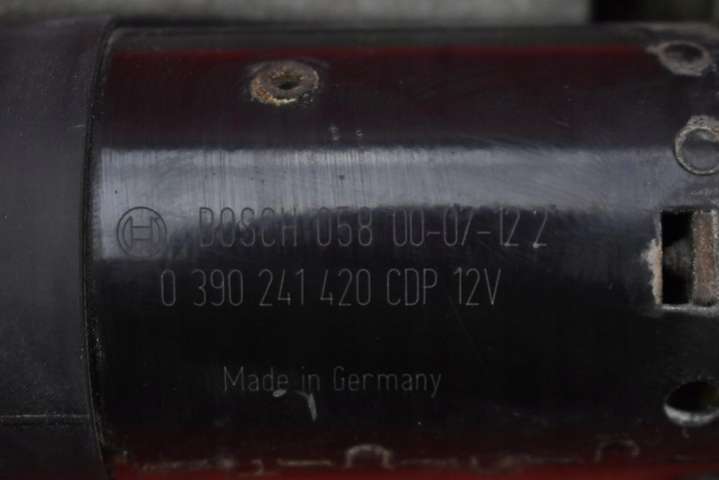 BOSCH 058 00-07-12 2
0 390 241 420 CDP 12V
Made in Germany